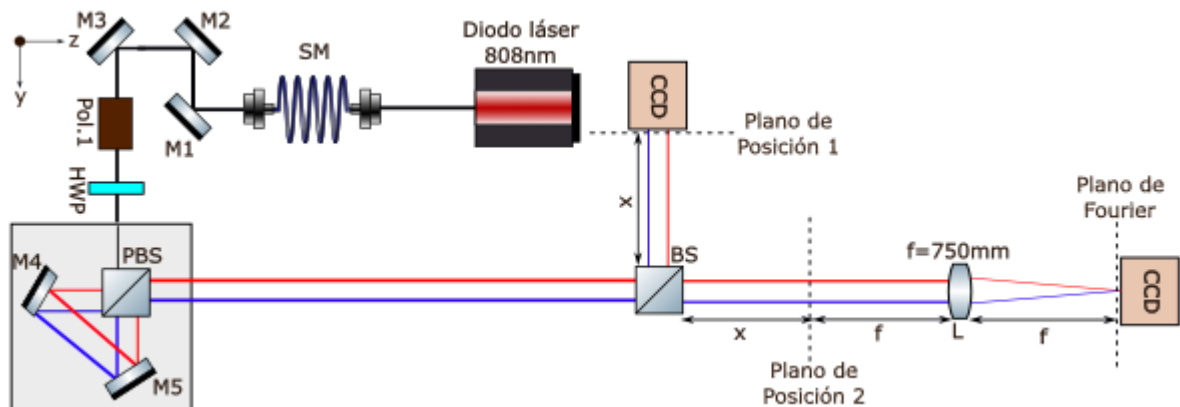 M3
M2
z
y
SM
Diodo láser
808nm
CCD
Plano de
Posición 1
Pol.1
M1
HWP
x
Plano de
Fourier
M4
PBS
BS
f=750mm
CCD
M5
x
f
L
f
Plano de
Posición 2